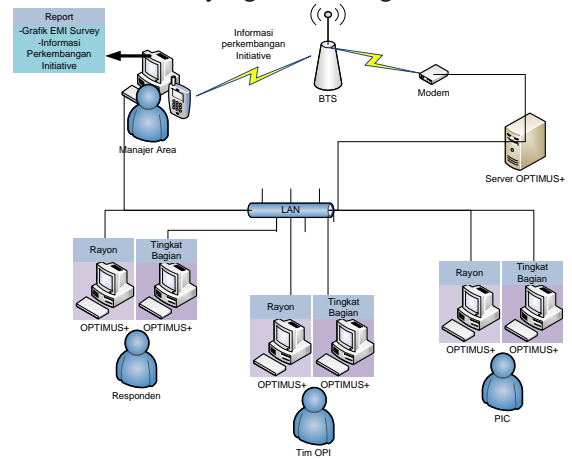 Report
-Grafik EMI Survey
-Informasi
Perkembangan
Initiative
Informasi
perkembangan
Initiative
BTS
Modem
Manajer Area
Server OPTIMUS+
LAN
Rayon
Tingkat
Bagian
OPTIMUS+
OPTIMUS+
Responden
Rayon
Tingkat
Bagian
OPTIMUS+
OPTIMUS+
Tim OPI
Rayon
Tingkat
Bagian
OPTIMUS+
OPTIMUS+
PIC